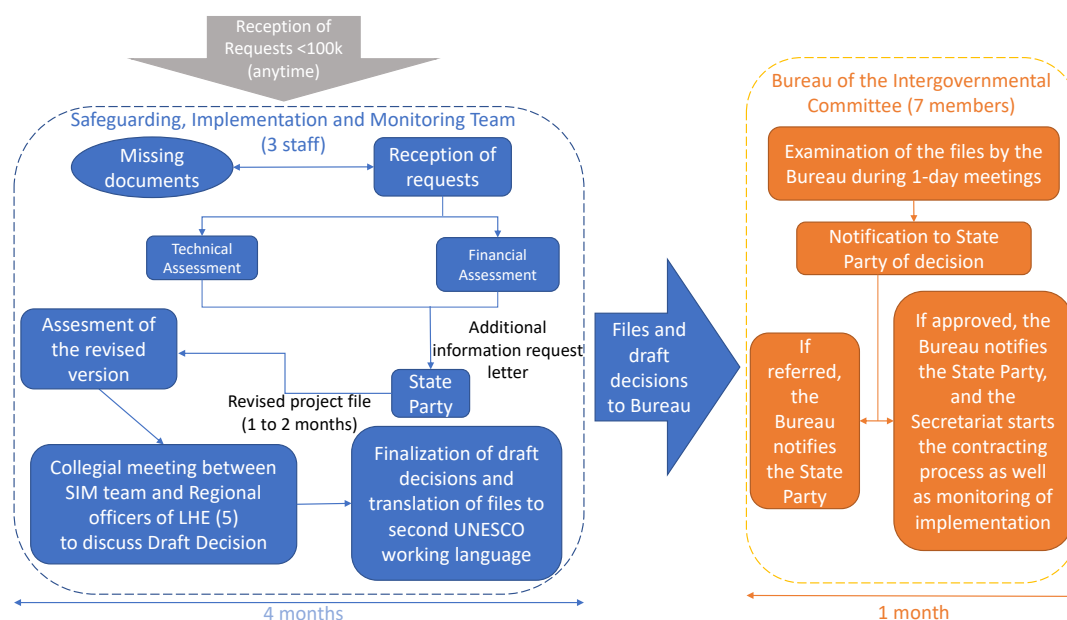 Reception of
Requests <100k
(anytime)
Safeguarding, Implementation and Monitoring Team
(3 staff)
Missing
documents
Reception of
requests
Technical
Assessment
Financial
Assessment
Assesment of
the revised
version
Additional
information request
letter
State
Party
Revised project file
(1 to 2 months)
Collegial meeting between
SIM team and Regional
officers of LHE (5)
to discuss Draft Decision
Finalization of draft
decisions and
translation of files to
second UNESCO
working language
4 months
Files and
draft
decisions
to Bureau
Bureau of the Intergovernmental
Committee (7 members)
Examination of the files by the
Bureau during 1-day meetings
Notification to State
Party of decision
If
referred,
the
Bureau
notifies
the State
Party
If approved, the
Bureau notifies
the State Party,
and the
Secretariat starts
the contracting
process as well
as monitoring of
implementation
1 month